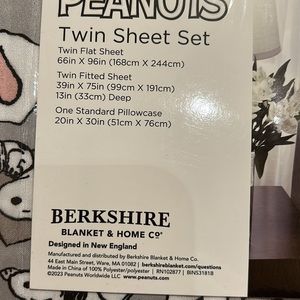 PEANUTS
Twin Sheet Set
Twin Flat Sheet
66in X 96in (168cm X 244cm)
Twin Fitted Sheet
39in X 75in (99cm X 191cm)
13in (33cm) Deep
One Standard Pillowcase
20in X 30in (51cm X 76cm)
BERKSHIRE
BLANKET & HOME Co®
Designed in New England
Manufactured and distributed by Berkshire Blanket & Home Co.
44 East Main Street, Ware, MA 01082 | berkshireblanket.com/questions
Made in China of 100% Polyester/polyester | RN102877 | BINS31818
©2023 Peanuts Worldwide LLC www.peanuts.com